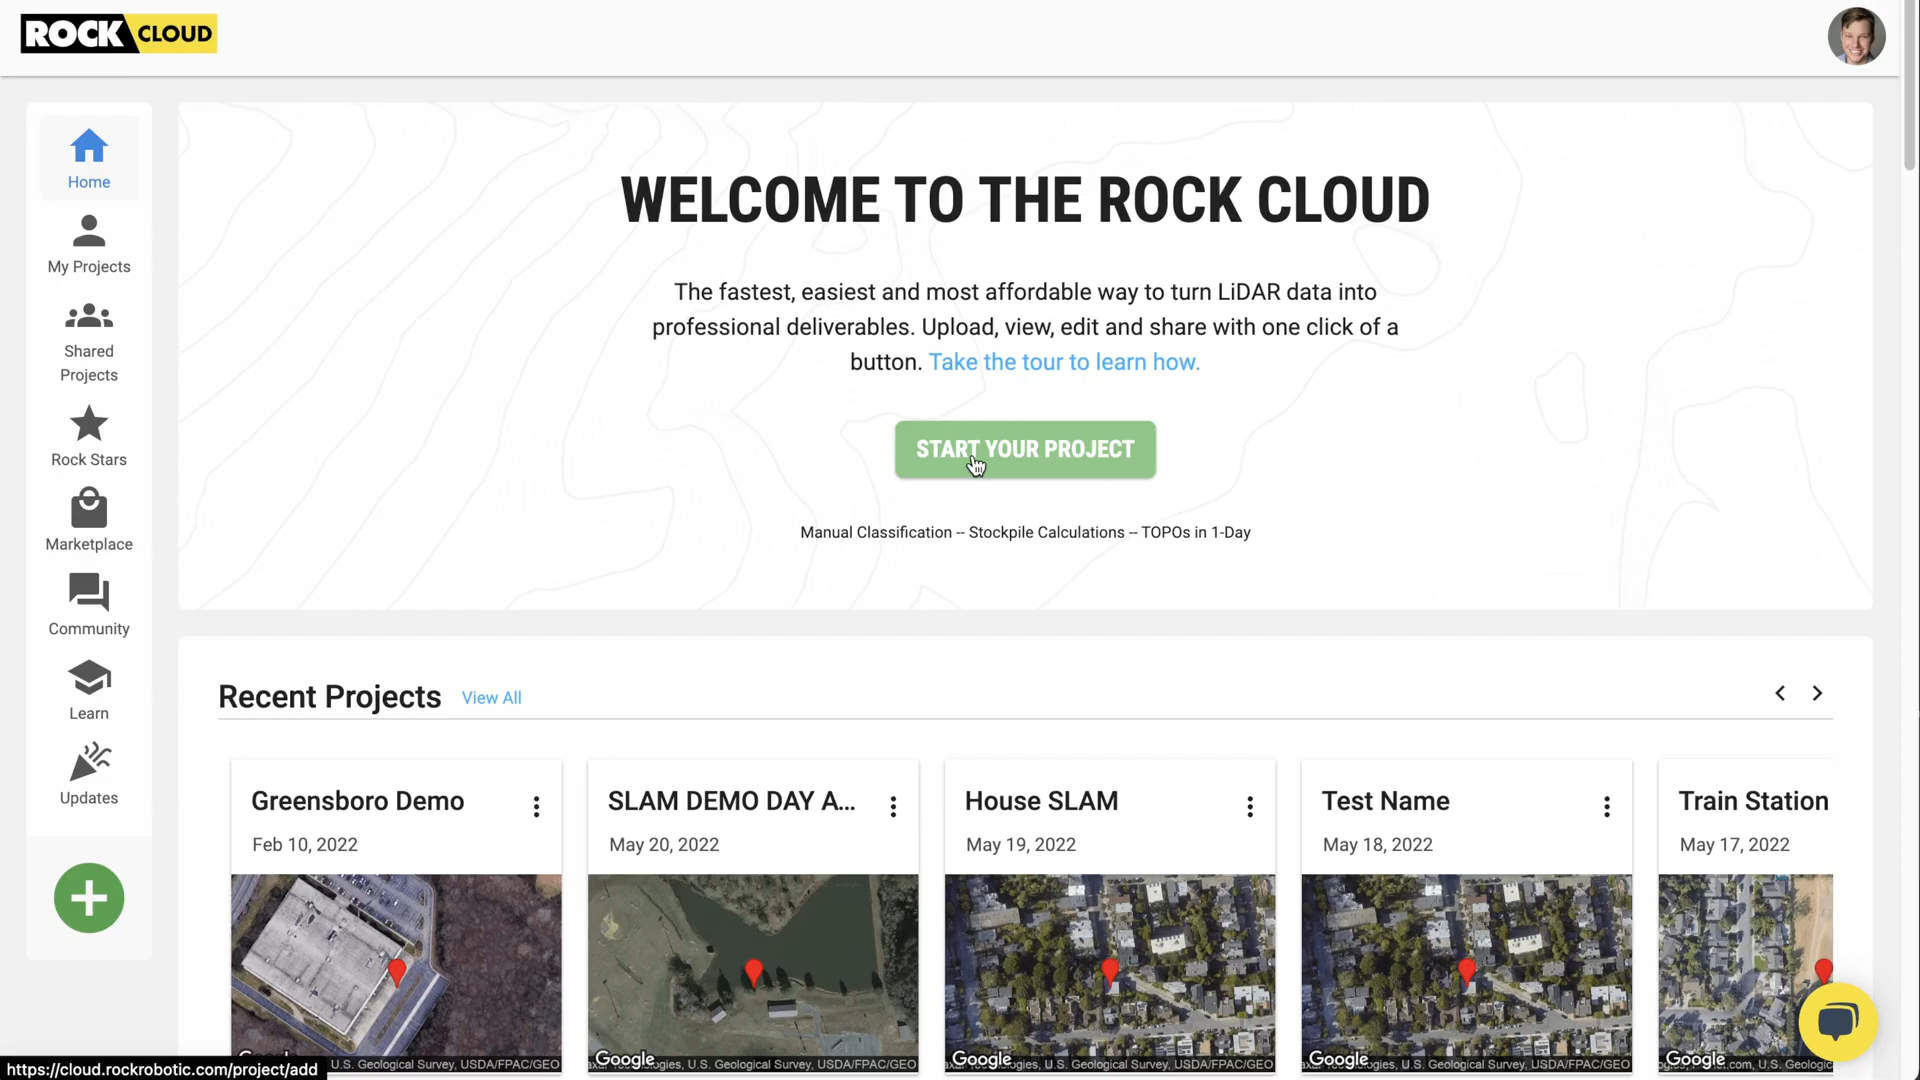 ROCK CLOUD
Home
My Projects
Shared
Projects
Rock Stars
Marketplace
Community
Learn
Updates
WELCOME TO THE ROCK CLOUD
The fastest, easiest and most affordable way to turn LiDAR data into
professional deliverables. Upload, view, edit and share with one click of a
button. Take the tour to learn how.
START YOUR PROJECT
Manual Classification -- Stockpile Calculations -- TOPOs in 1-Day
Recent Projects View All
Greensboro Demo
Feb 10, 2022
SLAM DEMO DAY A...
May 20, 2022
House SLAM
May 19, 2022
Test Name
May 18, 2022
Train Station
May 17, 2022
U.S. Geological Survey, USDA/FPAC/GEO
Google
U.S. Geological Survey, USDA/FPAC/GEO
Google
U.S. Geological Survey, USDA/FPAC/GEO
Google
U.S. Geological Survey, USDA/FPAC/GEO
Google
U.S. Geologic
https://cloud.rockrobotic.com/project/add